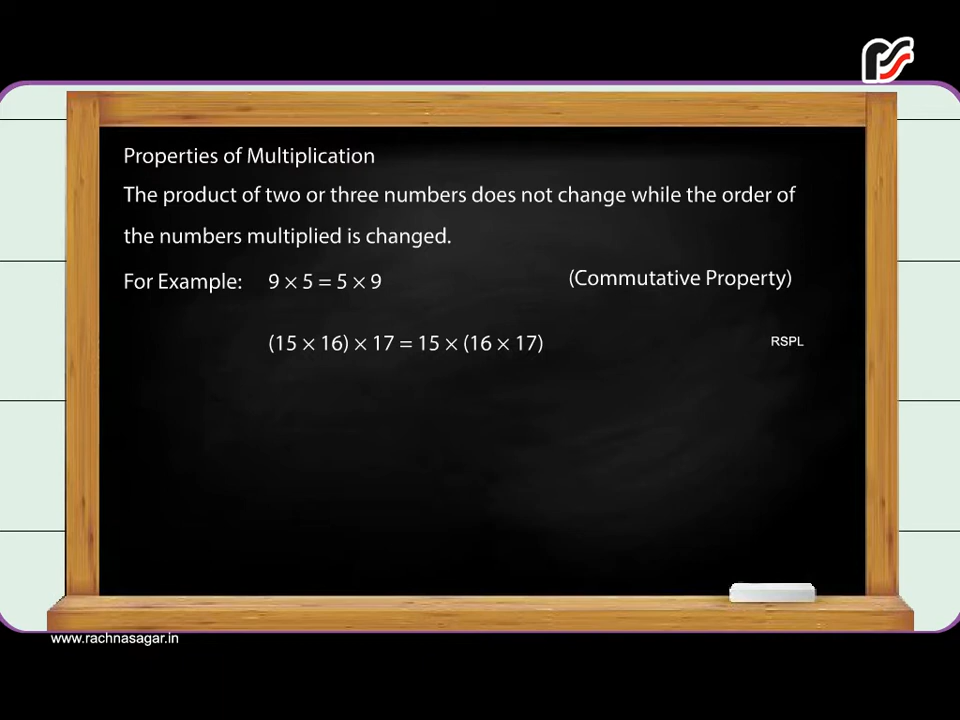 Properties of Multiplication
The product of two or three numbers does not change while the order of
the numbers multiplied is changed.
For Example: 9 × 5 = 5 × 9 (Commutative Property)
(15 × 16) × 17 = 15 × (16 × 17) RSPL
www.rachnasagar.in